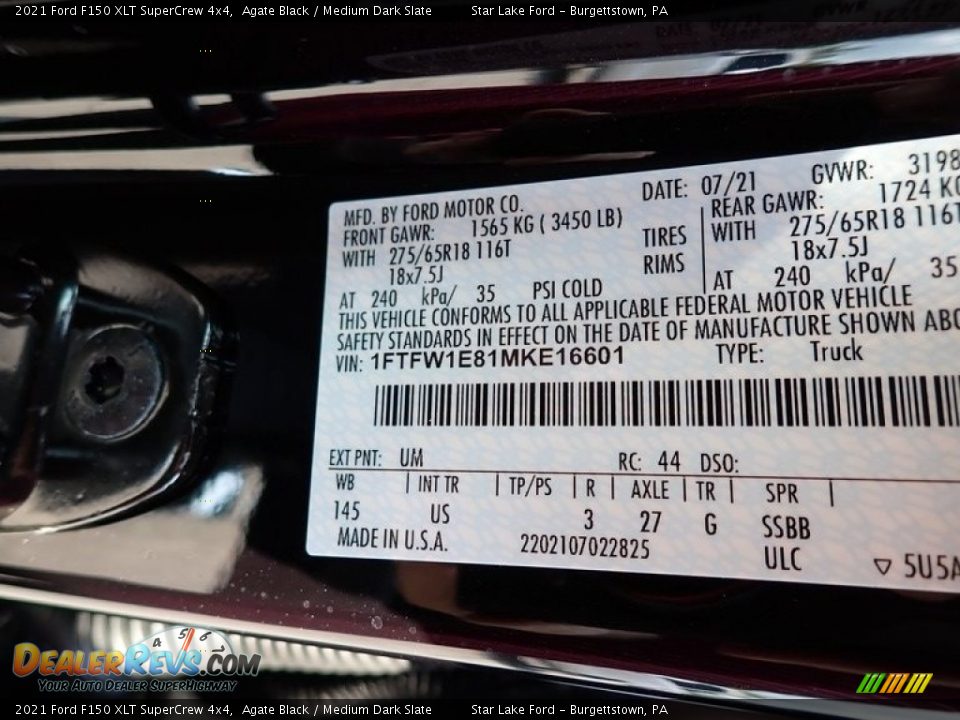 2021 Ford F150 XLT SuperCrew 4x4, Agate Black / Medium Dark Slate Star Lake Ford - Burgettstown, PA
MFD. BY FORD MOTOR CO. DATE: 07/21 GVWR: 3198
FRONT GAWR: 1565 KG ( 3450 LB) REAR GAWR: 1724 KG
WITH 275/65R18 116T TIRES WITH 275/65R18 116T
18x7.5J RIMS 18x7.5J
AT 240 kPa/ 35 PSI COLD AT 240 kPa/ 35
THIS VEHICLE CONFORMS TO ALL APPLICABLE FEDERAL MOTOR VEHICLE
SAFETY STANDARDS IN EFFECT ON THE DATE OF MANUFACTURE SHOWN ABO
VIN: 1FTFW1E81MKE16601 TYPE: Truck
EXT PNT: UM RC: 44 DSO:
WB INT TR TP/PS R AXLE TR SPR
145 US 3 27 G SSBB
MADE IN U.S.A. 2202107022825 ULC 5U5A
4 5 6
DEALERREVS.COM
Your Auto Dealer SuperHighway
2021 Ford F150 XLT SuperCrew 4x4, Agate Black / Medium Dark Slate Star Lake Ford - Burgettstown, PA